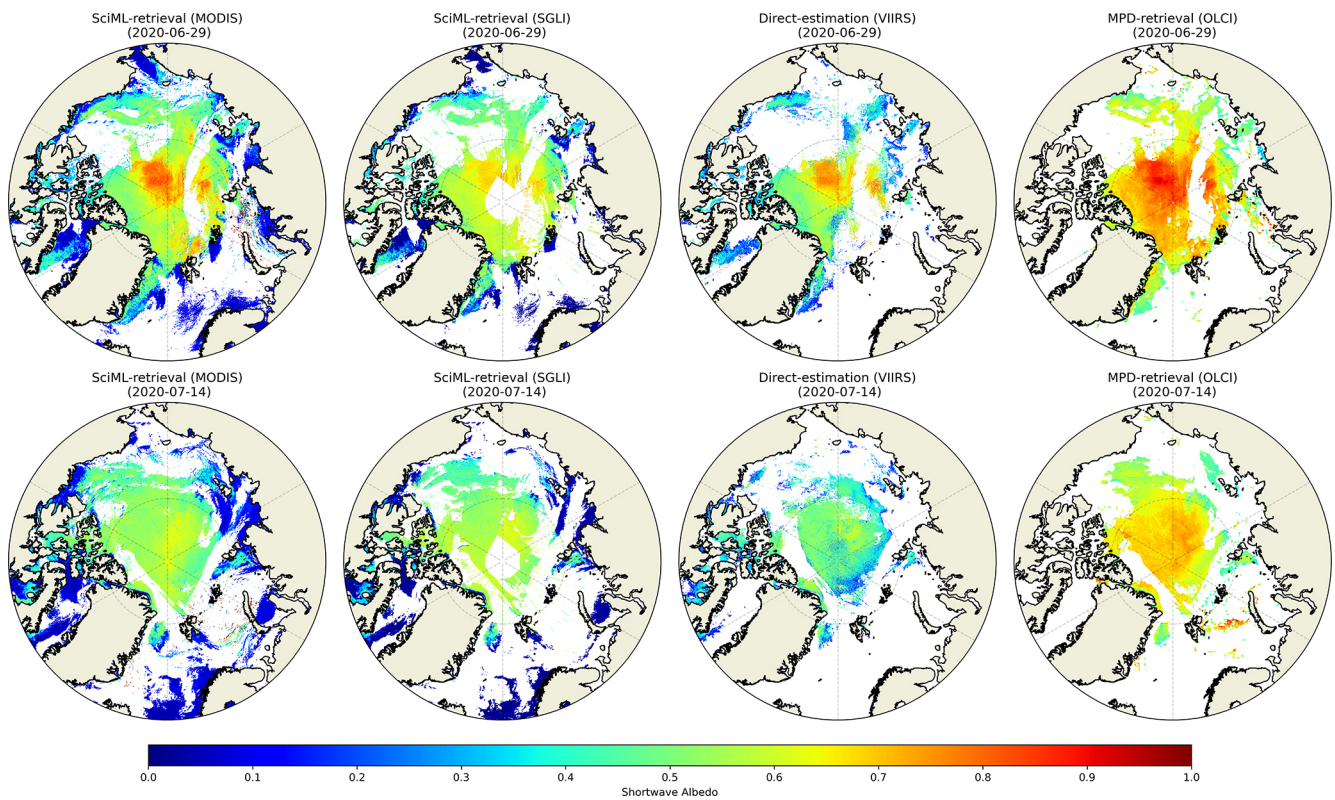 SciML-retrieval (MODIS)
(2020-06-29)
SciML-retrieval (SGLI)
(2020-06-29)
Direct-estimation (VIIRS)
(2020-06-29)
MPD-retrieval (OLCI)
(2020-06-29)
SciML-retrieval (MODIS)
(2020-07-14)
SciML-retrieval (SGLI)
(2020-07-14)
Direct-estimation (VIIRS)
(2020-07-14)
MPD-retrieval (OLCI)
(2020-07-14)
0.0 0.1 0.2 0.3 0.4 0.5 0.6 0.7 0.8 0.9 1.0
Shortwave Albedo